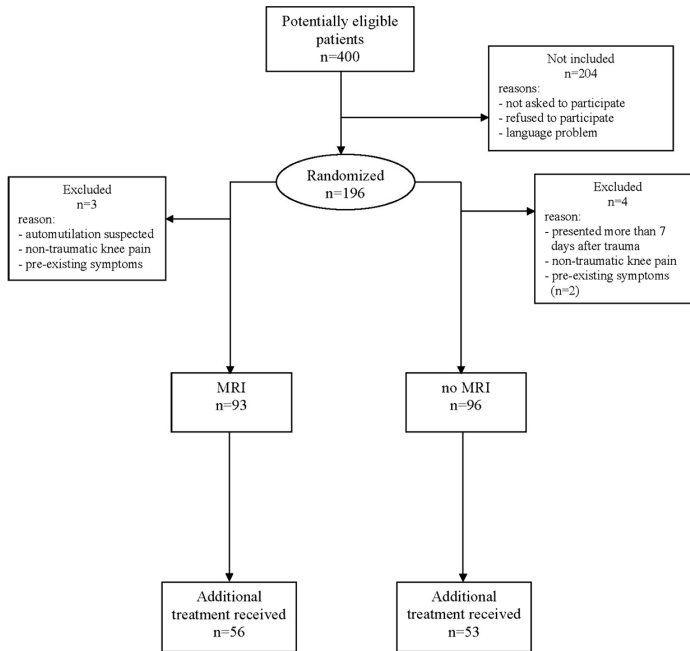 Potentially eligible
patients
n=400
Not included
n=204
reasons:
- not asked to participate
- refused to participate
- language problem
Randomized
n=196
Excluded
n=3
reason:
- automutilation suspected
- non-traumatic knee pain
- pre-existing symptoms
Excluded
n=4
reason:
- presented more than 7
days after trauma
- non-traumatic knee pain
- pre-existing symptoms
(n=2)
MRI
n=93
no MRI
n=96
Additional
treatment received
n=56
Additional
treatment received
n=53